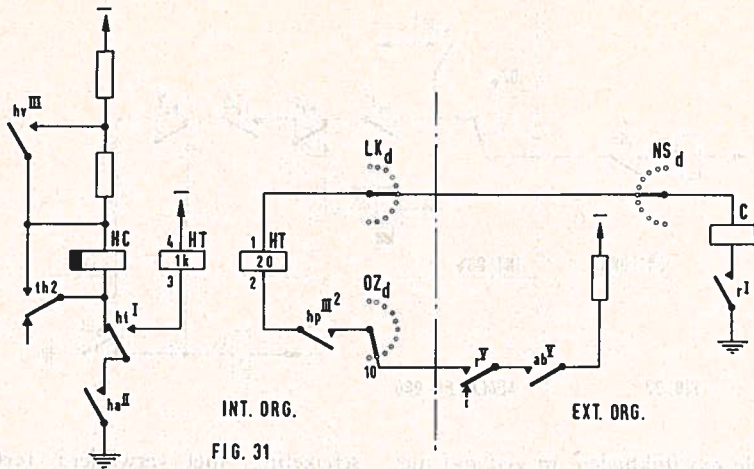 hv III
LK d
NS d
HC
4 HT
1k
3
1 HT
20
2
C
th2
ht I
hp III 2
OZ d
r I
10
r V
ab V
ha II
INT. ORG.
EXT. ORG.
FIG. 31